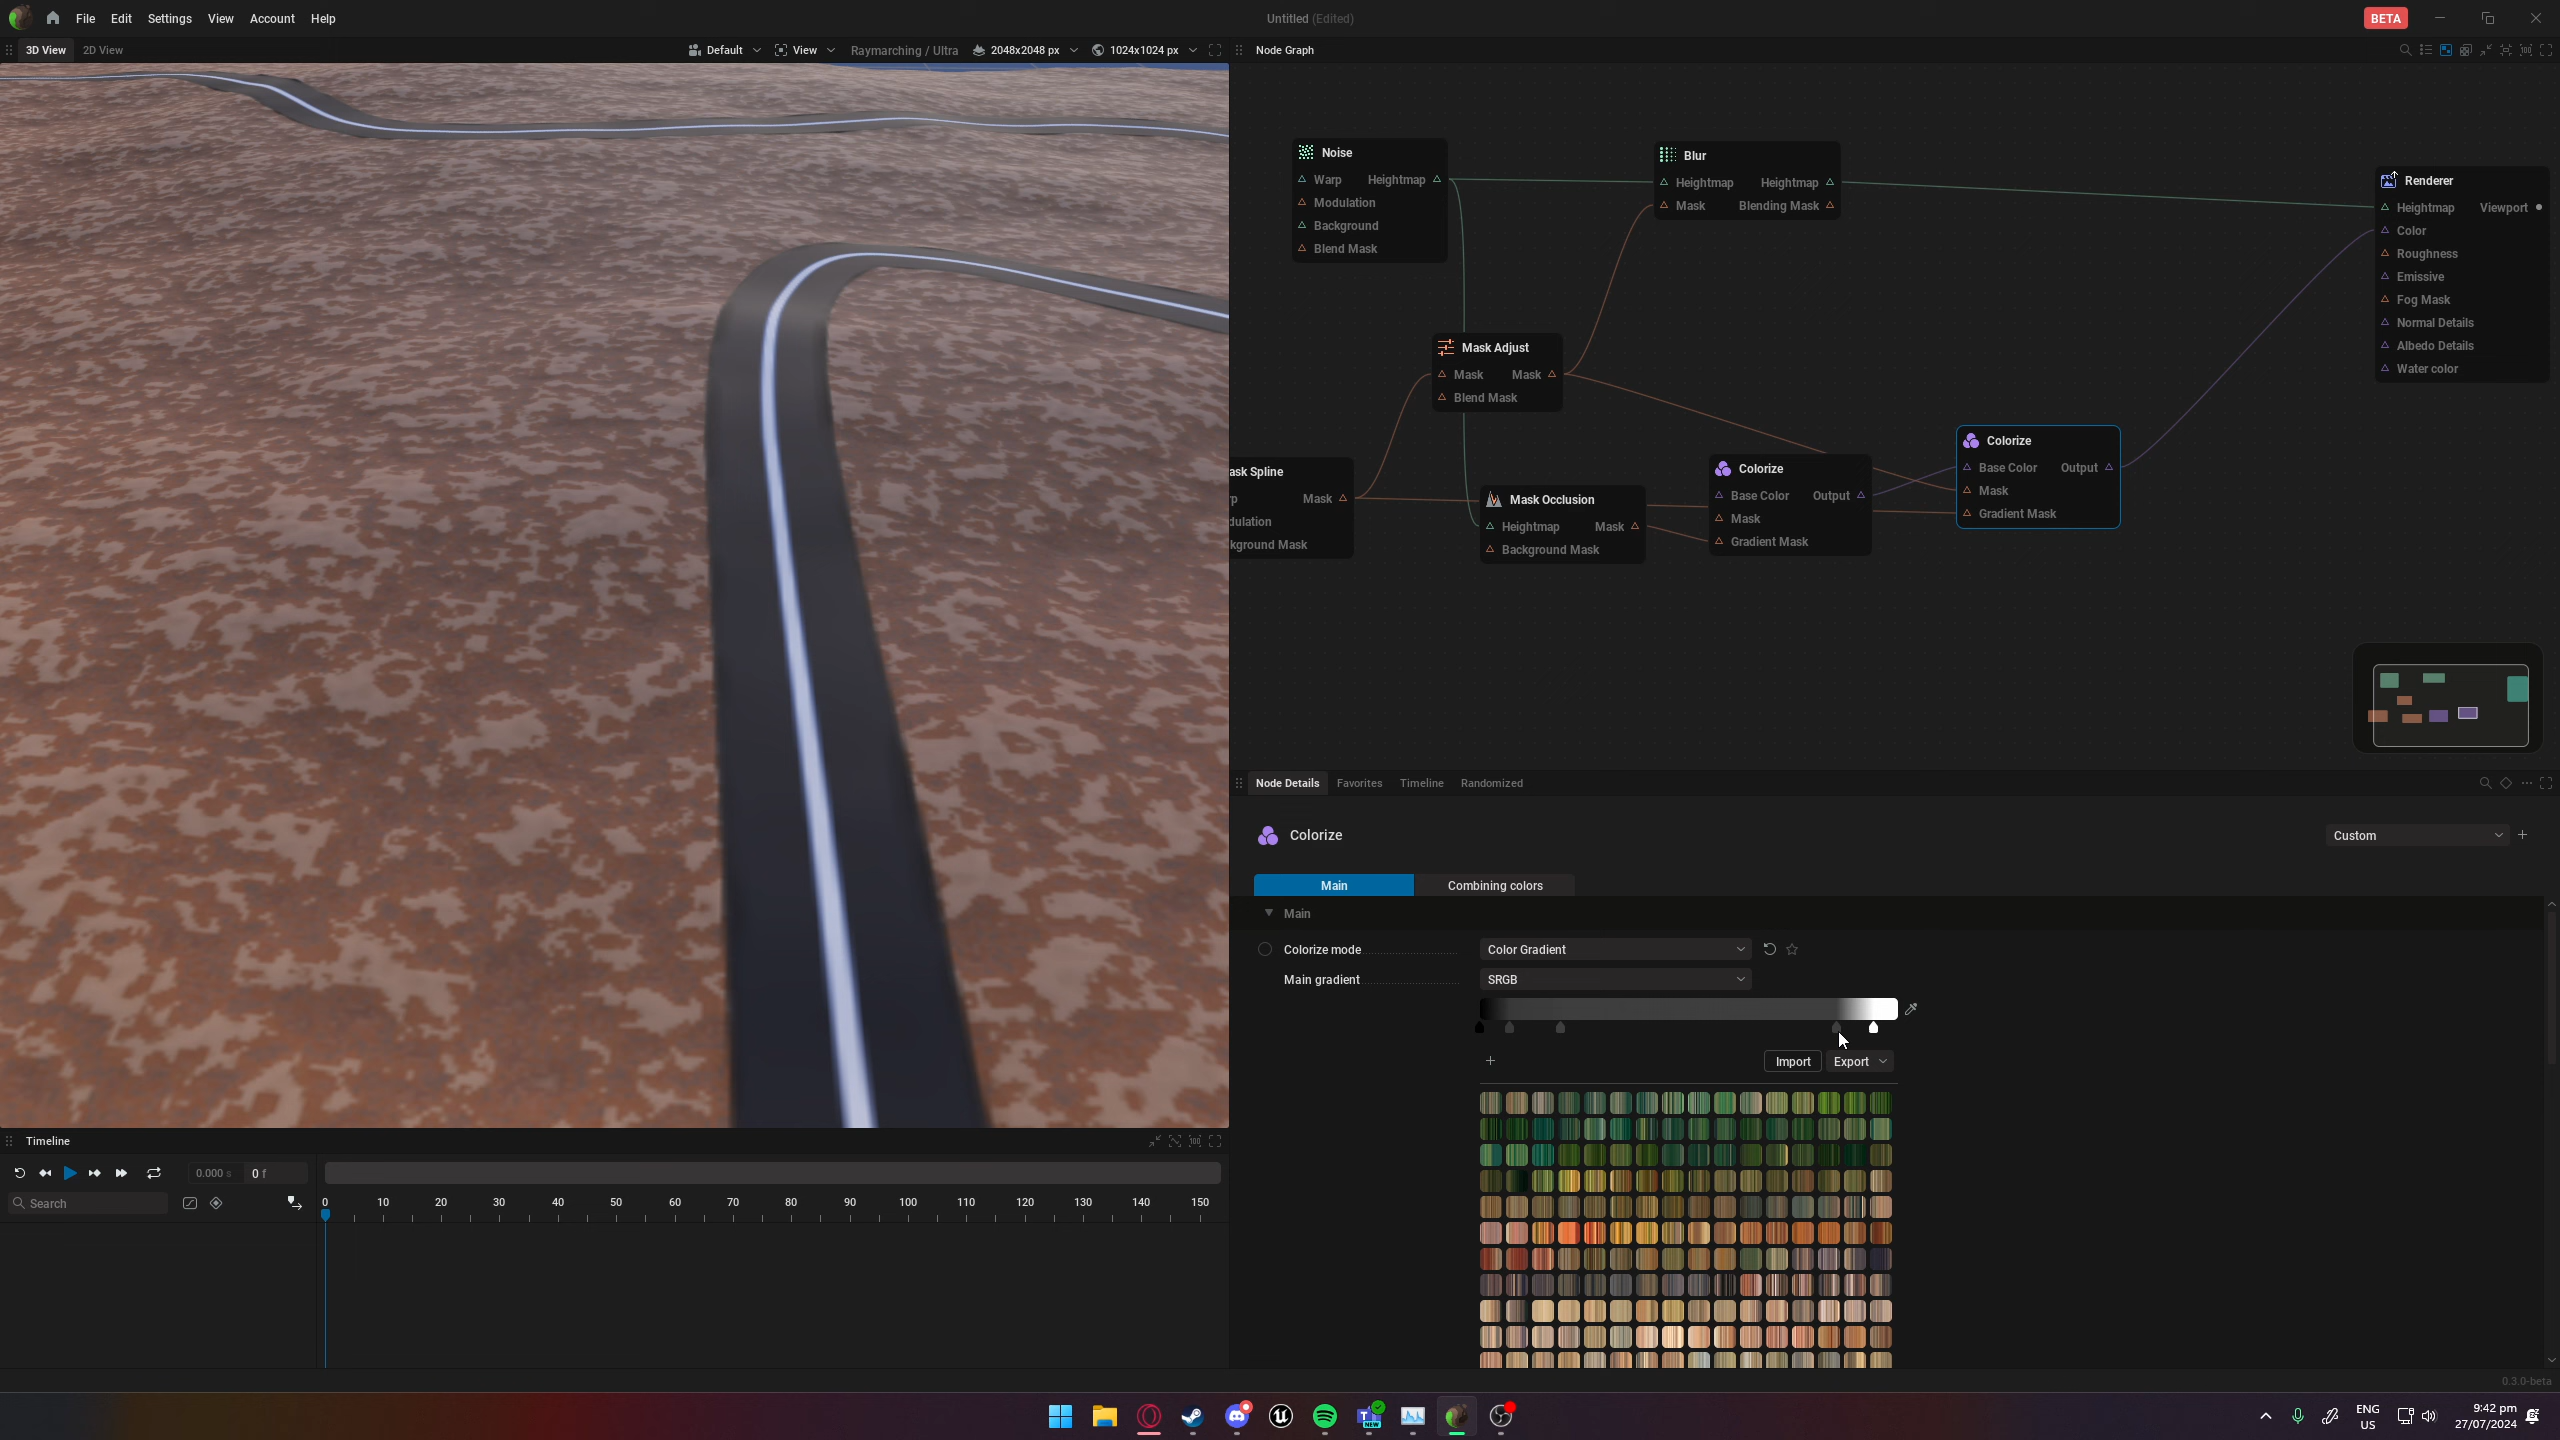 File Edit Settings View Account Help
Untitled (Edited)
BETA
3D View 2D View
Default View Raymarching / Ultra 2048x2048 px 1024x1024 px
Node Graph
Noise
Warp Heightmap
Modulation
Background
Blend Mask
Blur
Heightmap Heightmap
Mask Blending Mask
Renderer
Heightmap Viewport
Color
Roughness
Emissive
Fog Mask
Normal Details
Albedo Details
Water color
Mask Adjust
Mask Mask
Blend Mask
ask Spline
p Mask
dulation
kground Mask
Mask Occlusion
Heightmap Mask
Background Mask
Colorize
Base Color Output
Mask
Gradient Mask
Colorize
Base Color Output
Mask
Gradient Mask
Node Details Favorites Timeline Randomized
Colorize
Custom
Main Combining colors
Main
Colorize mode Color Gradient
Main gradient SRGB
Import Export
Timeline
0.000 s 0 f
Search
0 10 20 30 40 50 60 70 80 90 100 110 120 130 140 150
0.3.0-beta
ENG
US
9:42 pm
27/07/2024